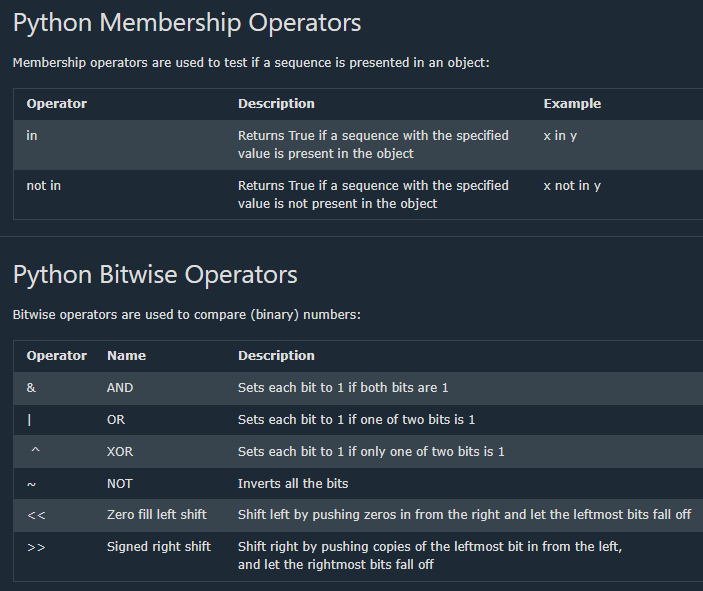 Python Membership Operators
Membership operators are used to test if a sequence is presented in an object:
Operator Description Example
in Returns True if a sequence with the specified x in y
value is present in the object
not in Returns True if a sequence with the specified x not in y
value is not present in the object
Python Bitwise Operators
Bitwise operators are used to compare (binary) numbers:
Operator Name Description
& AND Sets each bit to 1 if both bits are 1
| OR Sets each bit to 1 if one of two bits is 1
^ XOR Sets each bit to 1 if only one of two bits is 1
~ NOT Inverts all the bits
<< Zero fill left shift Shift left by pushing zeros in from the right and let the leftmost bits fall off
>> Signed right shift Shift right by pushing copies of the leftmost bit in from the left,
and let the rightmost bits fall off